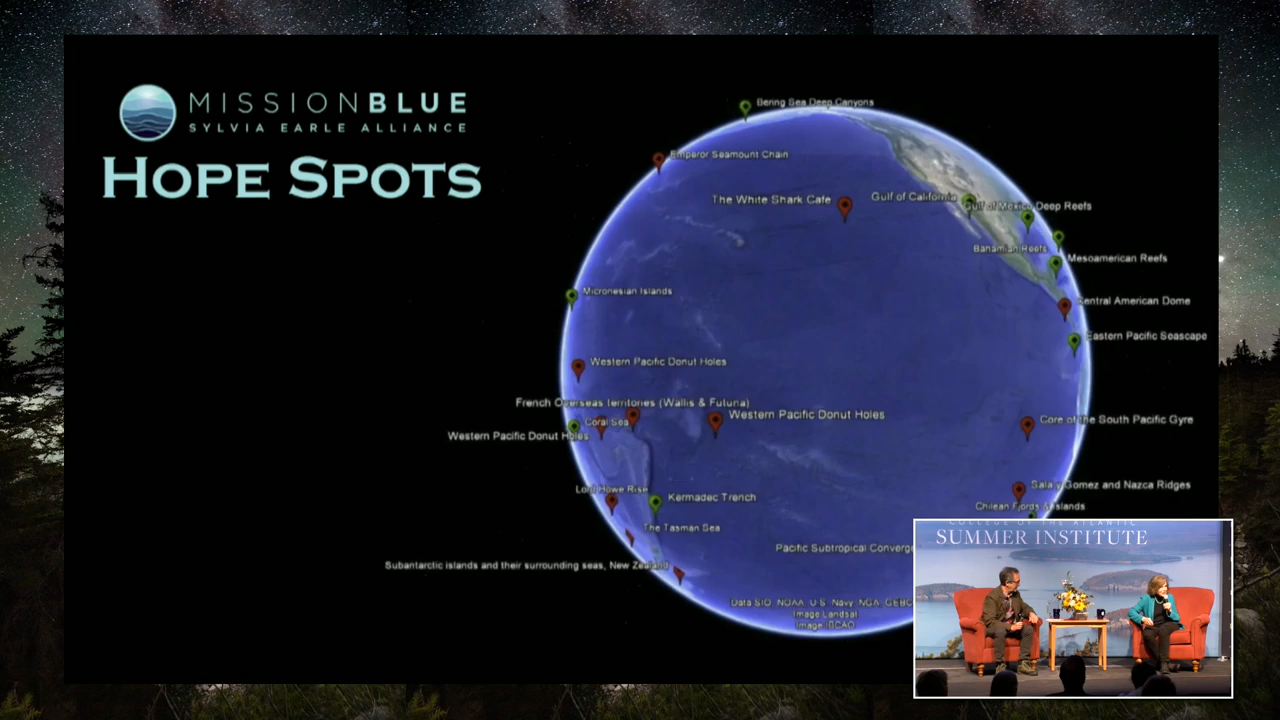 MISSIONBLUE
SYLVIA EARLE ALLIANCE
HOPE SPOTS
Bering Sea Deep Canyons
Emperor Seamount Chain
The White Shark Cafe
Gulf of California
Gulf of Mexico Deep Reefs
Bahamian Reefs
Mesoamerican Reefs
Micronesian Islands
Central American Dome
Eastern Pacific Seascape
Western Pacific Donut Holes
French Overseas territories (Wallis & Futuna)
Western Pacific Donut Holes
Coral Sea
Core of the South Pacific Gyre
Western Pacific Donut Holes
Lord Howe Rise
Sala y Gomez and Nazca Ridges
Kermadec Trench
Chilean Fjords & Islands
The Tasman Sea
Pacific Subtropical Converge
Subantarctic islands and their surrounding seas, New Zealand
Data SIO, NOAA, U.S. Navy, NGA, GEBC
Image Landsat
Image IBCAO
COLLEGE OF THE ATLANTIC
SUMMER INSTITUTE